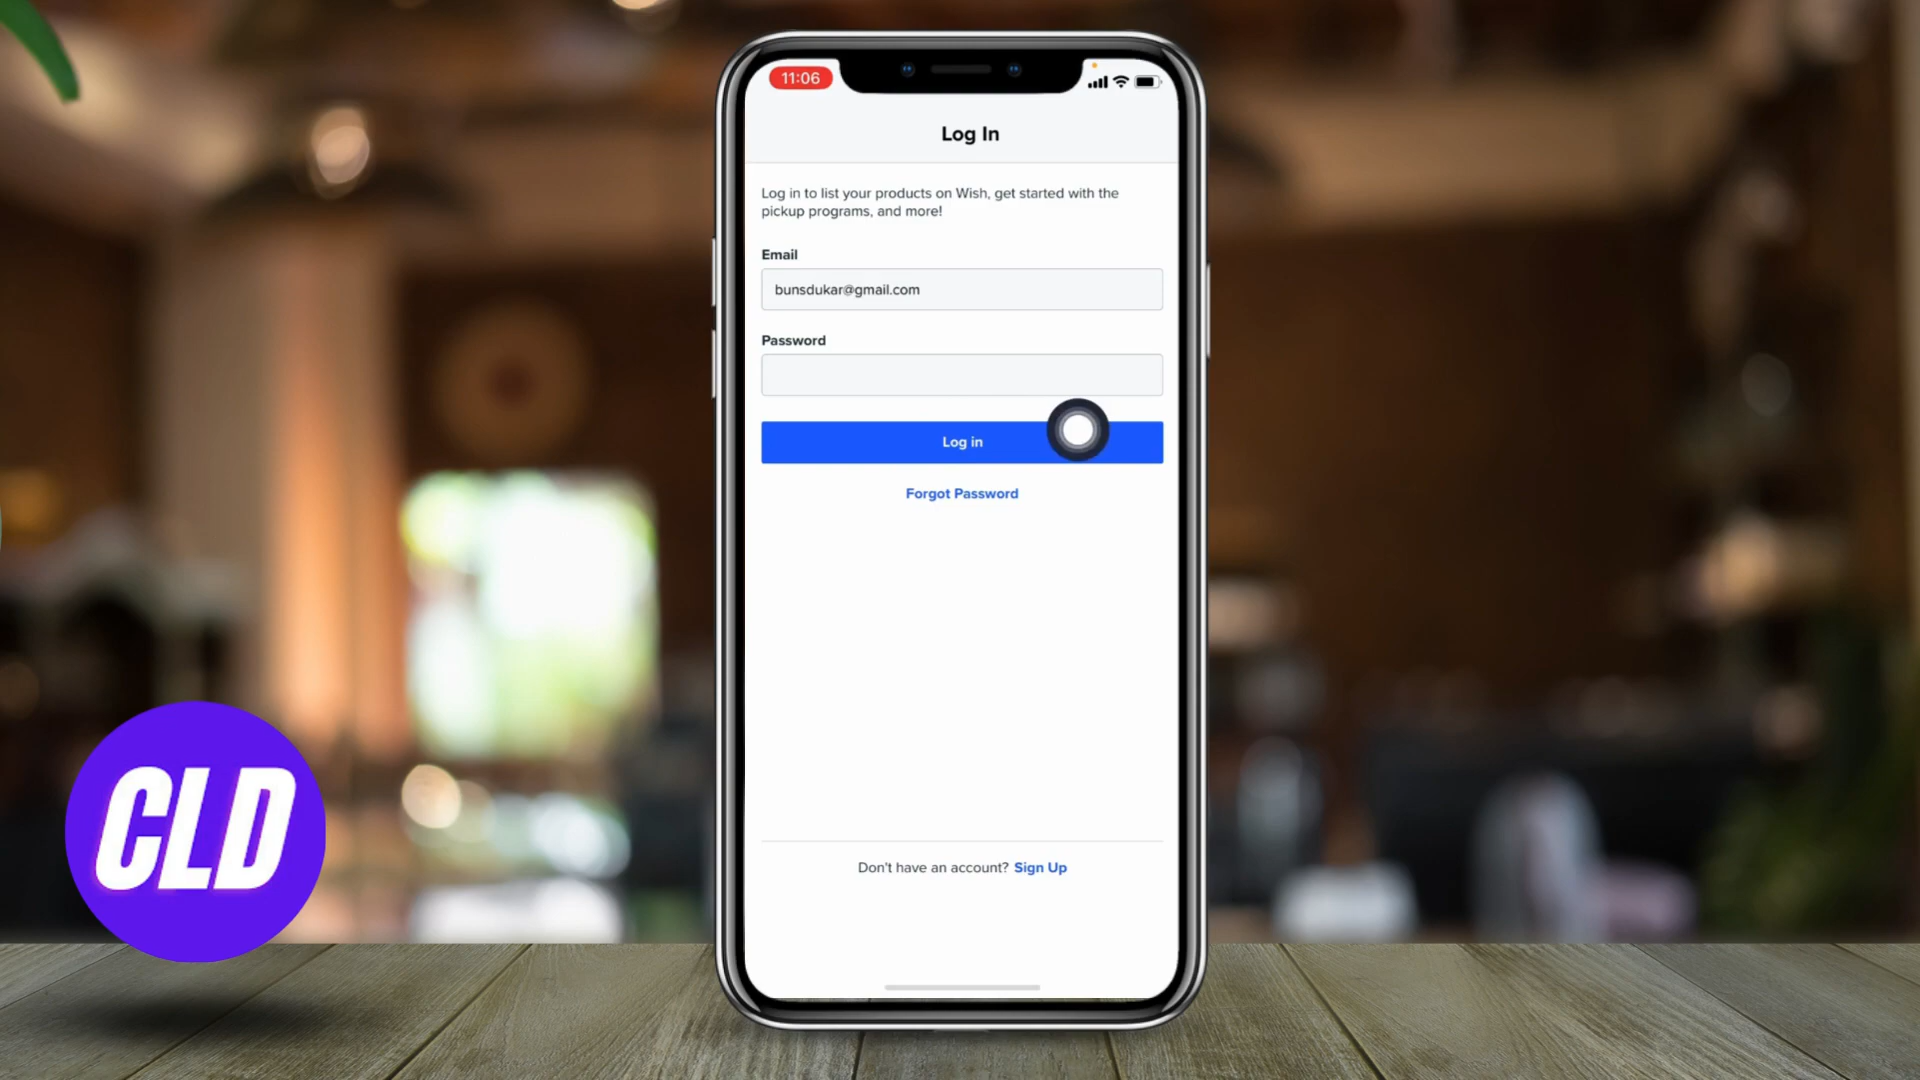 11:06
Log In
Log in to list your products on Wish, get started with the
pickup programs, and more!
Email
bunsdukar@gmail.com
Password
Log in
Forgot Password
Don't have an account? Sign Up
CLD